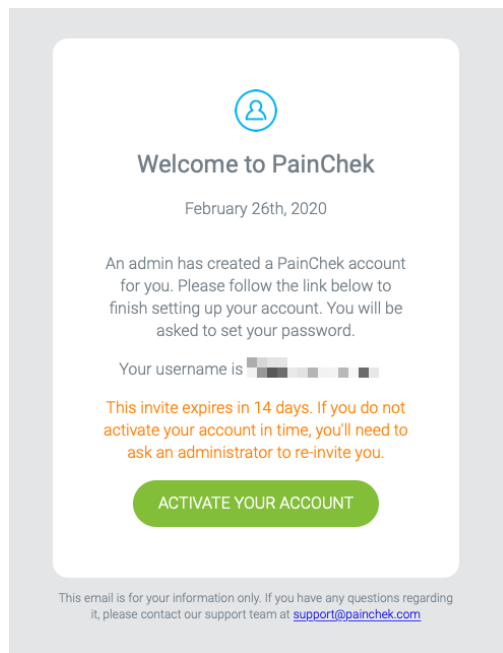 Welcome to PainChek
February 26th, 2020
An admin has created a PainChek account
for you. Please follow the link below to
finish setting up your account. You will be
asked to set your password.
Your username is
This invite expires in 14 days. If you do not
activate your account in time, you'll need to
ask an administrator to re-invite you.
ACTIVATE YOUR ACCOUNT
This email is for your information only. If you have any questions regarding
it, please contact our support team at support@painchek.com